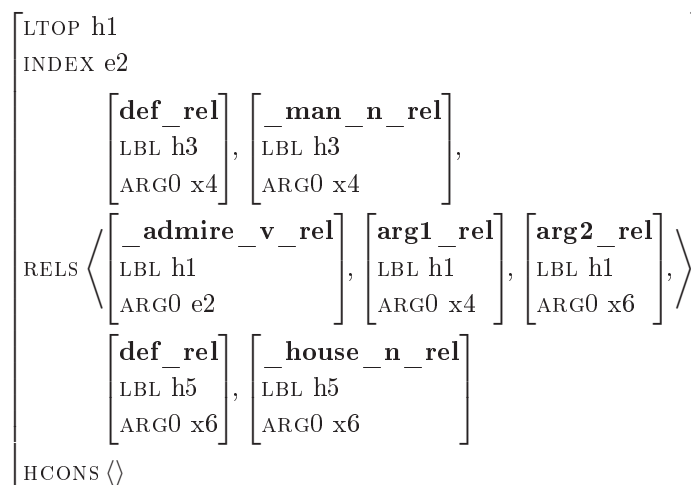 LTOP h1
INDEX e2
def_rel , _man_n_rel ,
LBL h3 LBL h3
ARG0 x4 ARG0 x4
_admire_v_rel , arg1_rel , arg2_rel ,
RELS ⟨ LBL h1 LBL h1 LBL h1 ⟩
ARG0 e2 ARG0 x4 ARG0 x6
def_rel , _house_n_rel
LBL h5 LBL h5
ARG0 x6 ARG0 x6
HCONS ⟨⟩